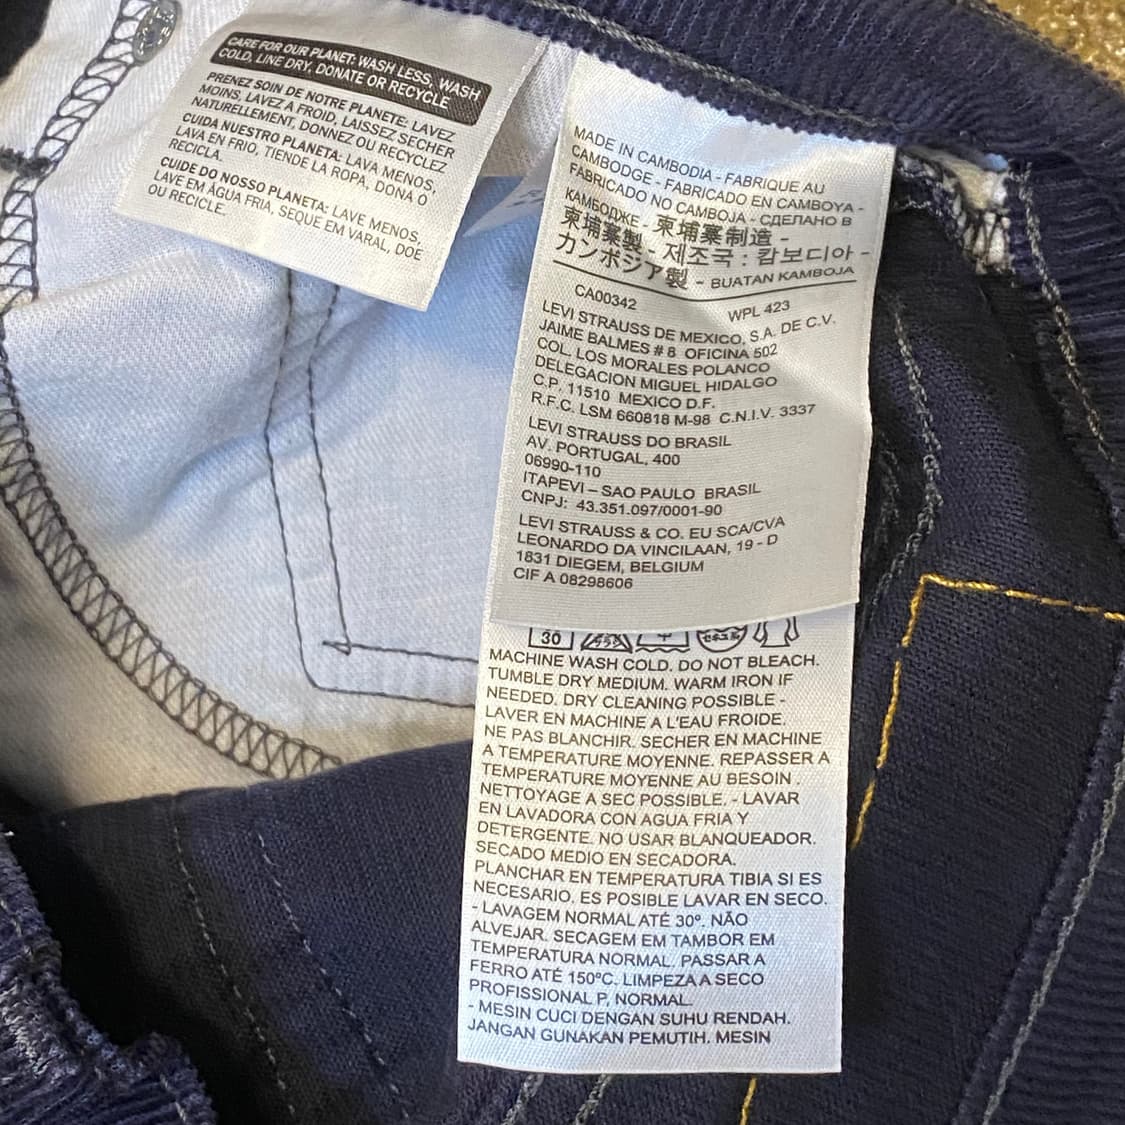 CARE FOR OUR PLANET: WASH LESS, WASH
COLD, LINE DRY, DONATE OR RECYCLE
PRENEZ SOIN DE NOTRE PLANETE: LAVEZ
MOINS, LAVEZ A FROID, LAISSEZ SECHER
NATURELLEMENT, DONNEZ OU RECYCLEZ
CUIDA NUESTRO PLANETA: LAVA MENOS,
LAVA EN FRIO, TIENDE LA ROPA, DONA O
RECICLA.
CUIDE DO NOSSO PLANETA: LAVE MENOS,
LAVE EM ÁGUA FRIA, SEQUE EM VARAL, DOE
OU RECICLE.
MADE IN CAMBODIA - FABRIQUE AU
CAMBODGE - FABRICADO EN CAMBOYA -
FABRICADO NO CAMBOJA - СДЕЛАНО В
КАМБОДЖЕ - 柬埔寨制造 -
柬埔寨製 - 제조국 : 캄보디아 -
カンボジア製 - BUATAN KAMBOJA
CA00342 WPL 423
LEVI STRAUSS DE MEXICO, S.A. DE C.V.
JAIME BALMES # 8 OFICINA 502
COL. LOS MORALES POLANCO
DELEGACION MIGUEL HIDALGO
C.P. 11510 MEXICO D.F.
R.F.C. LSM 660818 M-98 C.N.I.V. 3337
LEVI STRAUSS DO BRASIL
AV. PORTUGAL, 400
06990-110
ITAPEVI – SAO PAULO BRASIL
CNPJ: 43.351.097/0001-90
LEVI STRAUSS & CO. EU SCA/CVA
LEONARDO DA VINCILAAN, 19 - D
1831 DIEGEM, BELGIUM
CIF A 08298606
30
MACHINE WASH COLD. DO NOT BLEACH.
TUMBLE DRY MEDIUM. WARM IRON IF
NEEDED. DRY CLEANING POSSIBLE -
LAVER EN MACHINE A L'EAU FROIDE.
NE PAS BLANCHIR. SECHER EN MACHINE
A TEMPERATURE MOYENNE. REPASSER A
TEMPERATURE MOYENNE AU BESOIN.
NETTOYAGE A SEC POSSIBLE. - LAVAR
EN LAVADORA CON AGUA FRIA Y
DETERGENTE. NO USAR BLANQUEADOR.
SECADO MEDIO EN SECADORA.
PLANCHAR EN TEMPERATURA TIBIA SI ES
NECESARIO. ES POSIBLE LAVAR EN SECO.
- LAVAGEM NORMAL ATÉ 30º. NÃO
ALVEJAR. SECAGEM EM TAMBOR EM
TEMPERATURA NORMAL. PASSAR A
FERRO ATÉ 150ºC. LIMPEZA A SECO
PROFISSIONAL P, NORMAL.
- MESIN CUCI DENGAN SUHU RENDAH.
JANGAN GUNAKAN PEMUTIH. MESIN